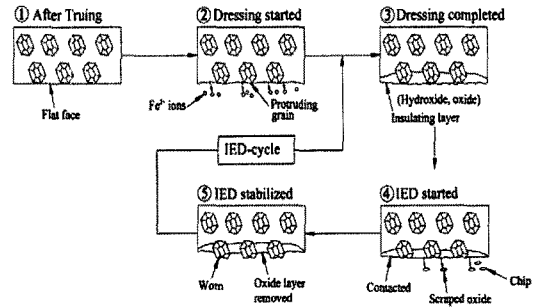 ① After Truing
Flat face
② Dressing started
Fe²⁺ ions
Protruding
grain
③ Dressing completed
(Hydroxide, oxide)
Insulating layer
IED-cycle
④ IED started
Contacted
Scraped oxide
Chip
⑤ IED stabilized
Worn
Oxide layer
removed